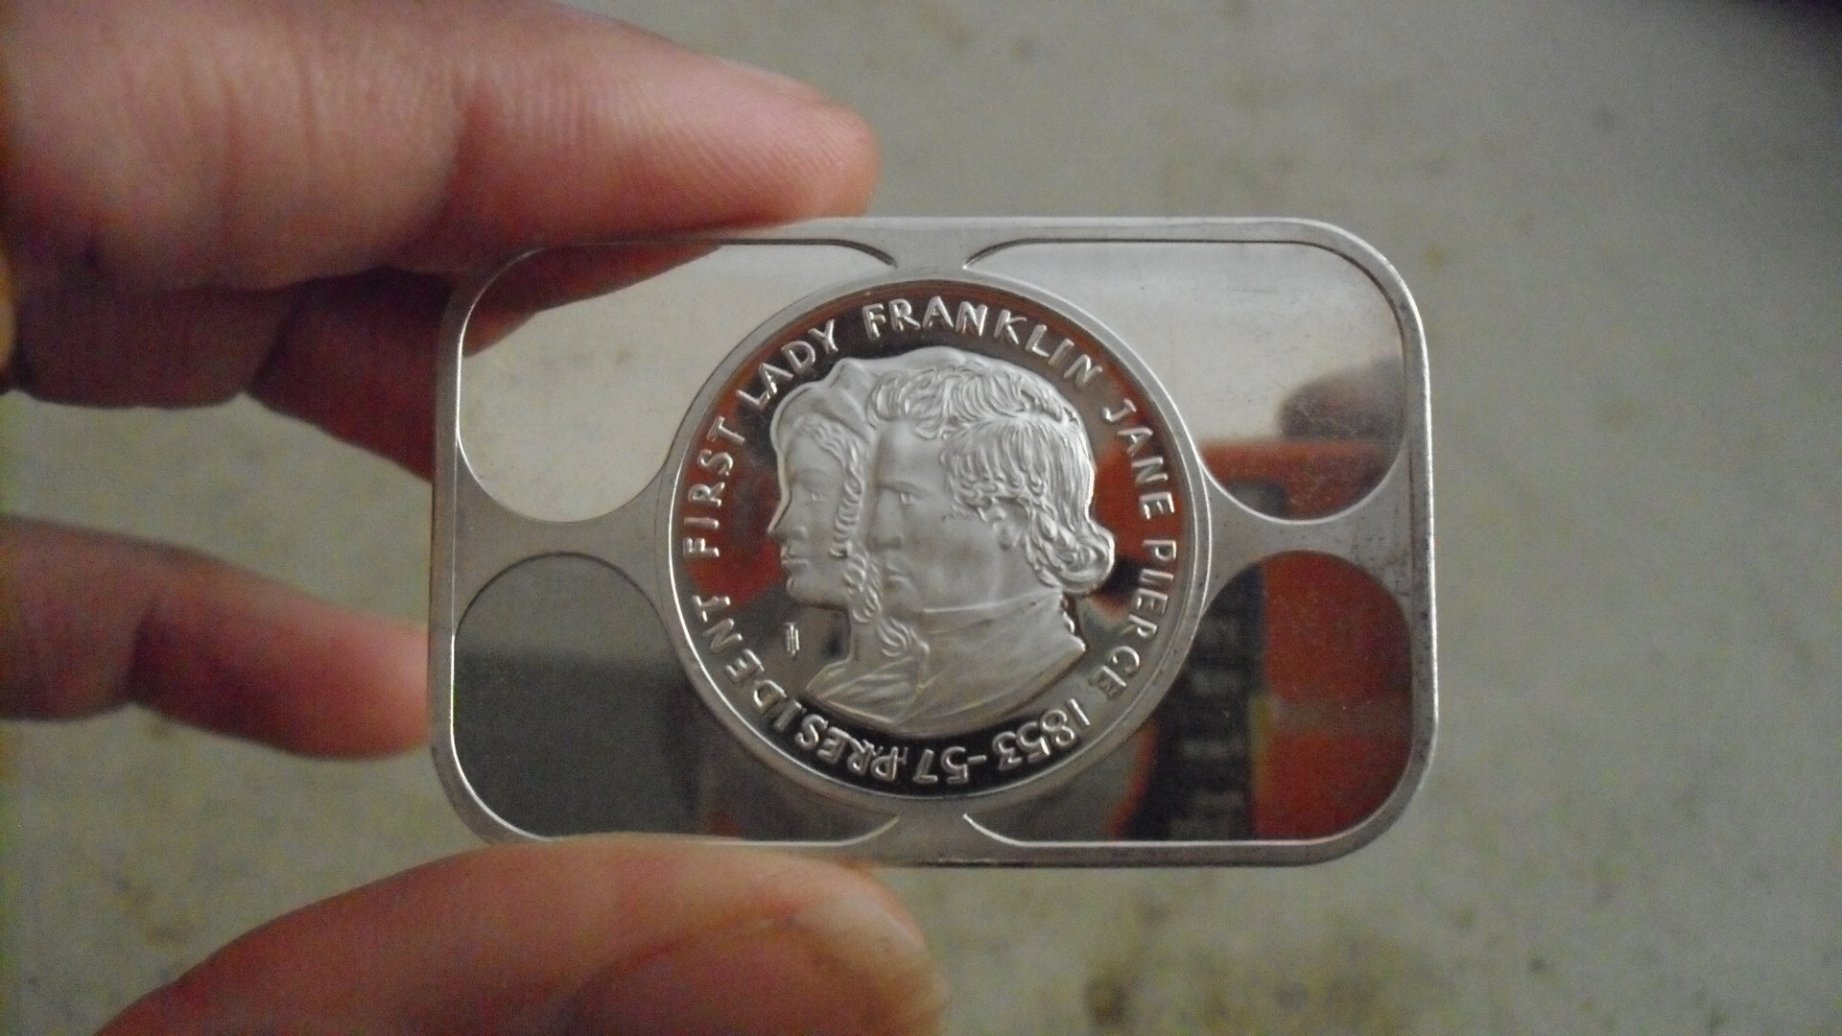 PRESIDENT FIRST LADY FRANKLIN JANE PIERCE 1853-57